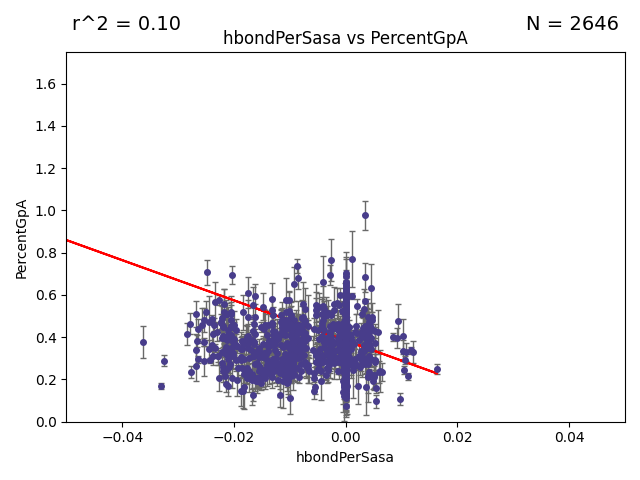 r^2 = 0.10
N = 2646
hbondPerSasa vs PercentGpA
PercentGpA
1.6
1.4
1.2
1.0
0.8
0.6
0.4
0.2
0.0
−0.04 −0.02 0.00 0.02 0.04
hbondPerSasa